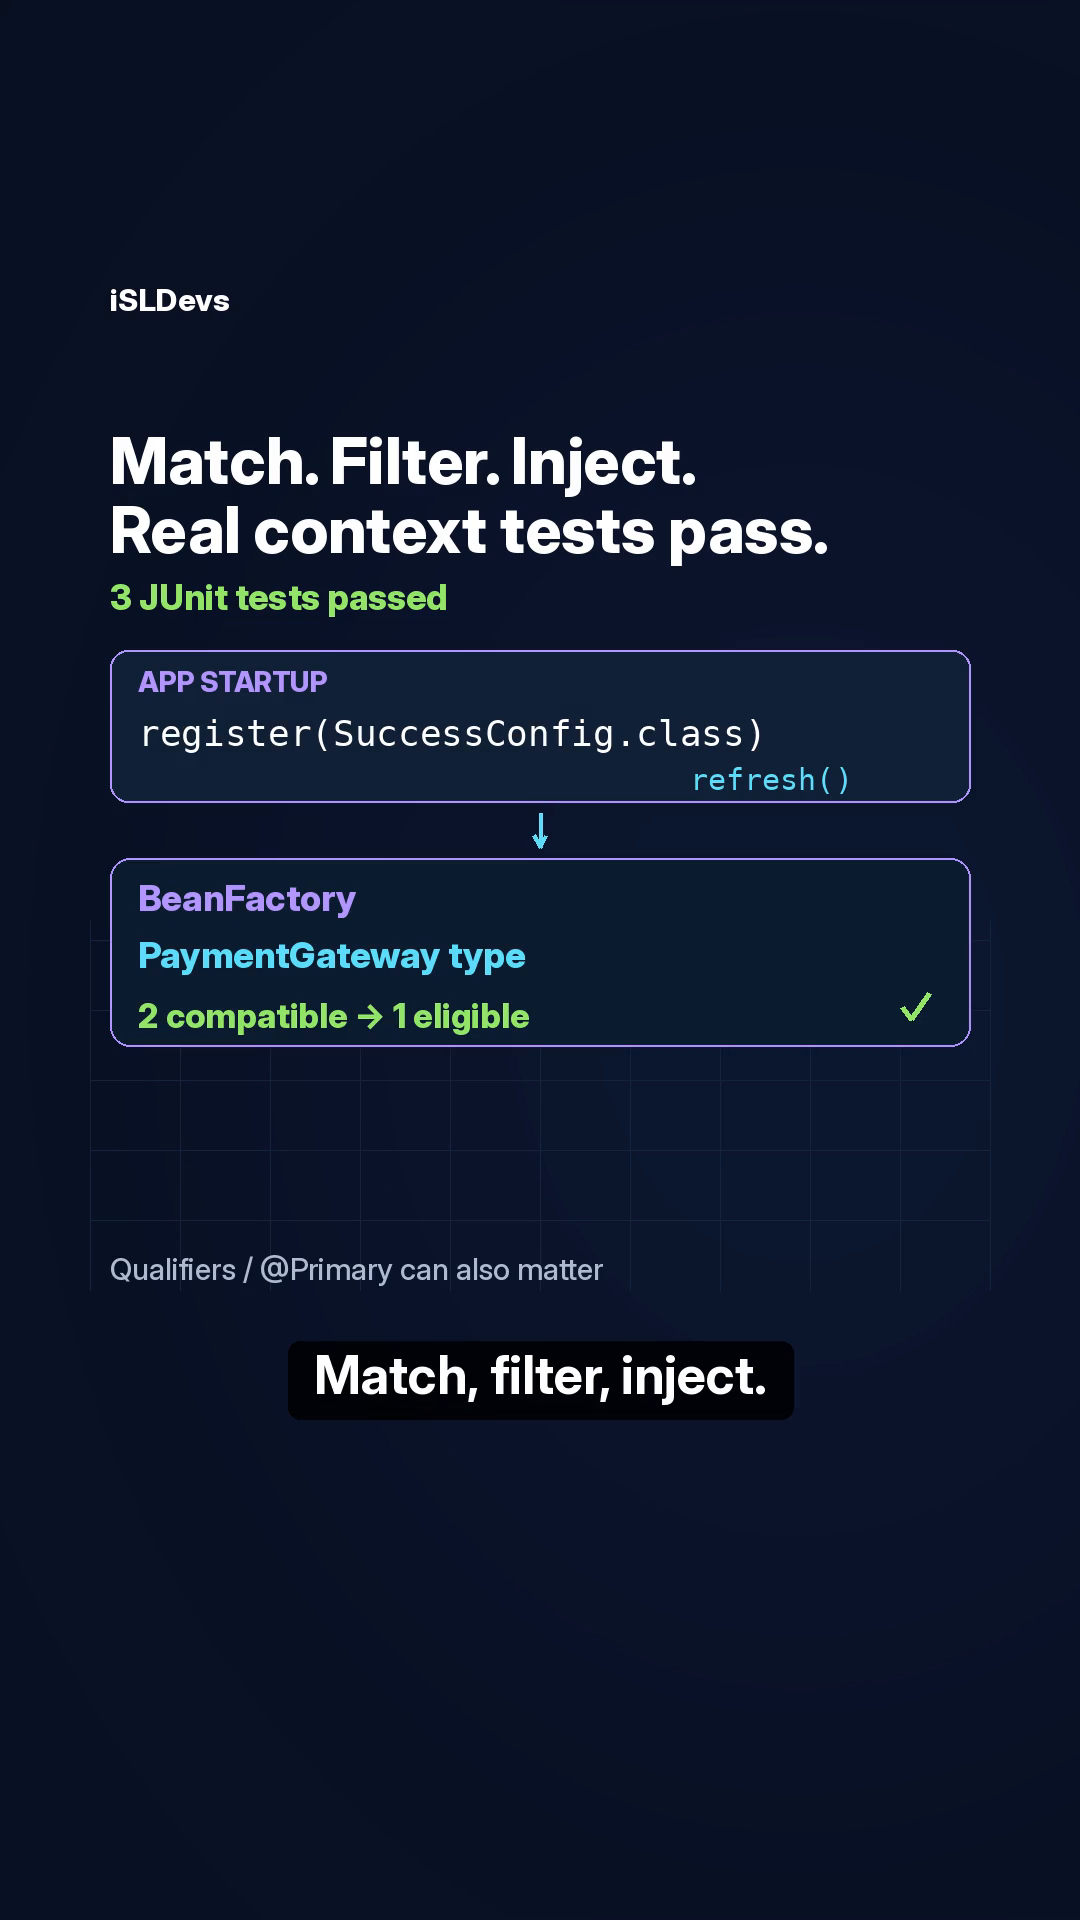 iSLDevs
Match. Filter. Inject.
Real context tests pass.
3 JUnit tests passed
APP STARTUP
register(SuccessConfig.class)
refresh()
BeanFactory
PaymentGateway type
2 compatible → 1 eligible
Qualifiers / @Primary can also matter
Match, filter, inject.